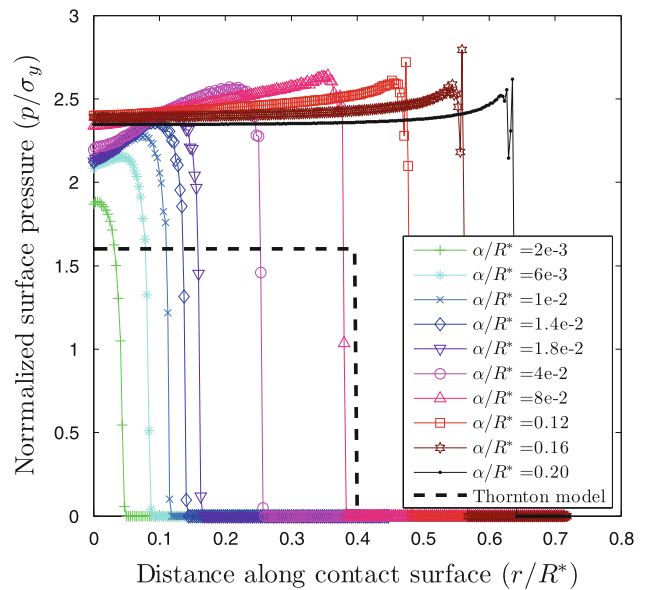 3
2.5
2
1.5
1
0.5
0
0
0.1
0.2
0.3
0.4
0.5
0.6
0.7
0.8
Norrmalized surface pressure (p/σ_y)
Distance along contact surface (r/R*)
α/R* =2e-3
α/R* =6e-3
α/R* =1e-2
α/R* =1.4e-2
α/R* =1.8e-2
α/R* =4e-2
α/R* =8e-2
α/R* =0.12
α/R* =0.16
α/R* =0.20
Thornton model